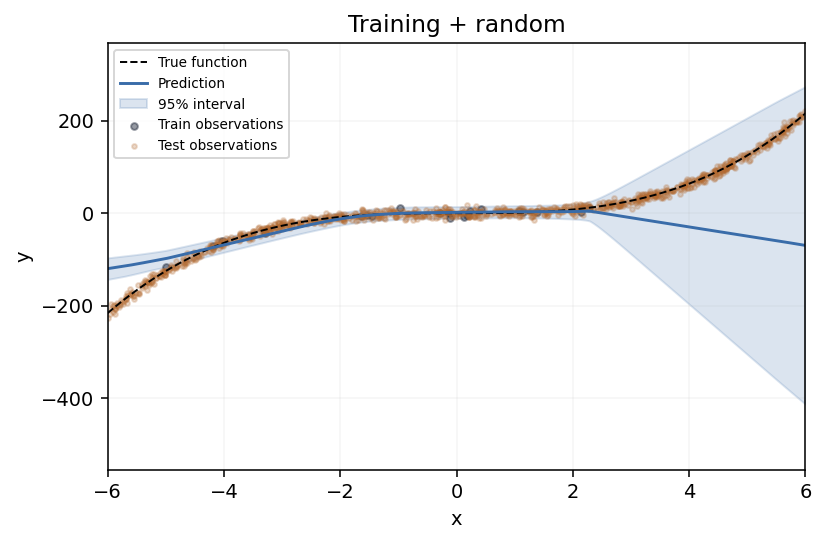 Training + random
True function
Prediction
95% interval
Train observations
Test observations
200
0
−200
−400
y
−6
−4
−2
0
2
4
6
x